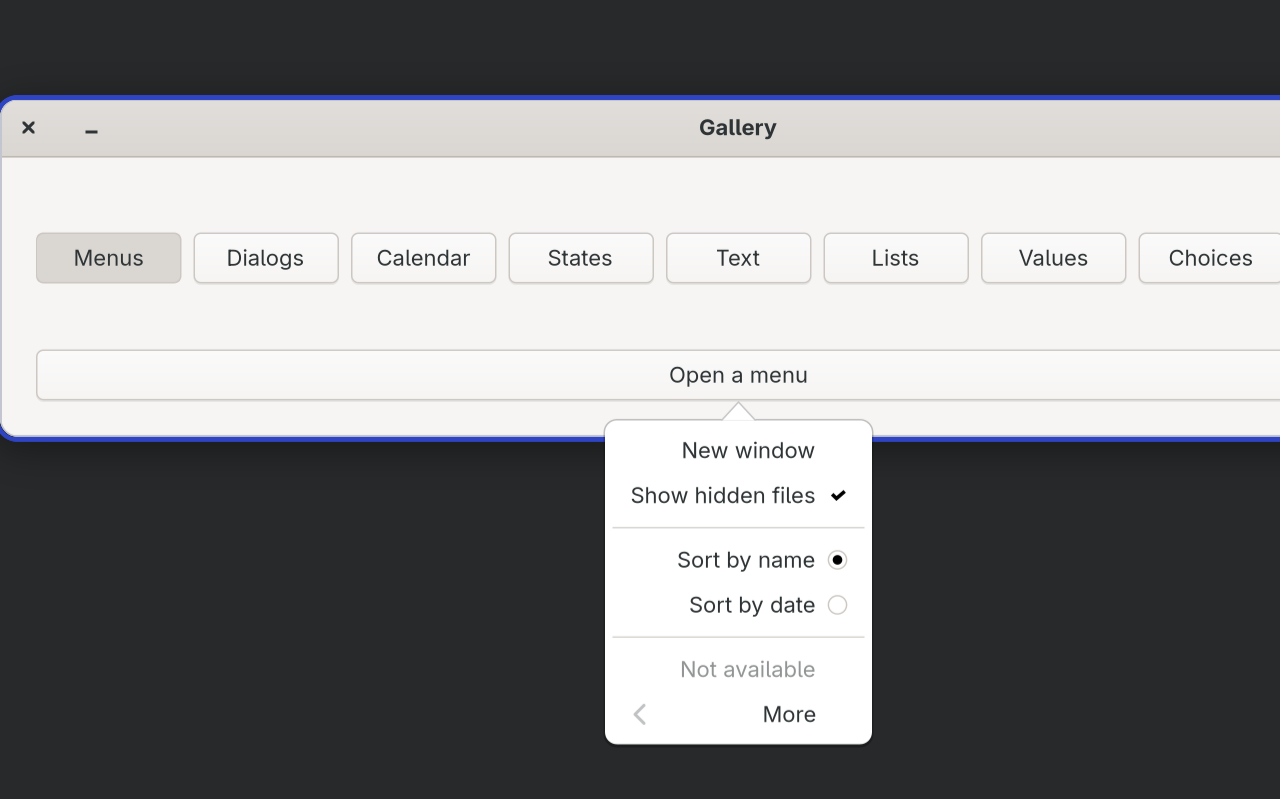 Gallery
Menus Dialogs Calendar States Text Lists Values Choices
Open a menu
New window
Show hidden files
Sort by name
Sort by date
Not available
More